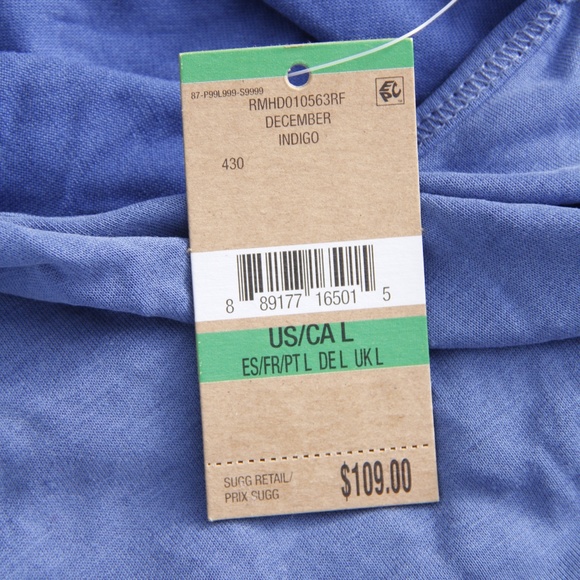 87-P99L999-S9999
RMHD010563RF
DECEMBER
INDIGO
430
8 89177 16501 5
US/CA L
ES/FR/PT L DE L UK L
SUGG RETAIL/
PRIX SUGG
$109.00